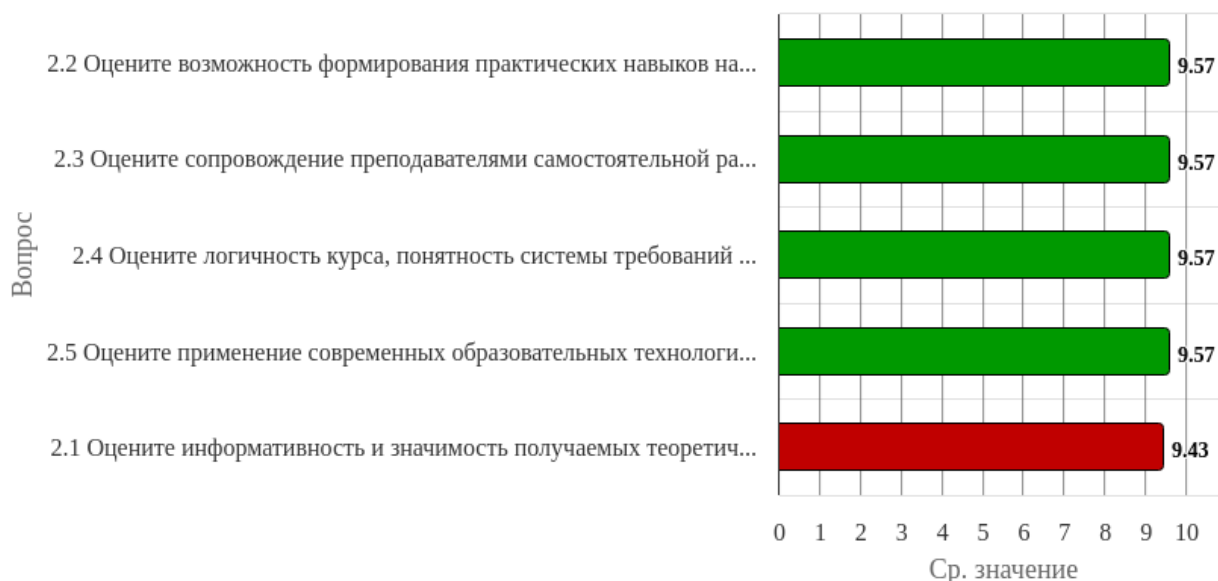 2.2 Оцените возможность формирования практических навыков на...
9.57
2.3 Оцените сопровождение преподавателями самостоятельной ра...
9.57
Вопрос
2.4 Оцените логичность курса, понятность системы требований ...
9.57
2.5 Оцените применение современных образовательных технологи...
9.57
2.1 Оцените информативность и значимость получаемых теоретич...
9.43
0 1 2 3 4 5 6 7 8 9 10
Ср. значение